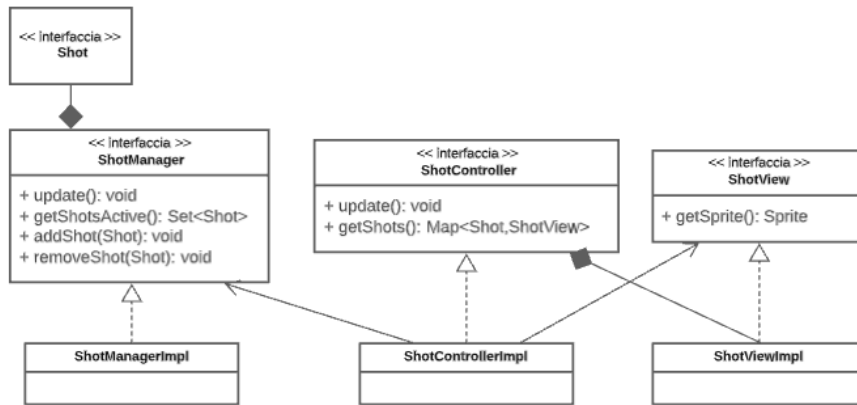 << interfaccia >>
Shot
<< interfaccia >>
ShotManager
+ update(): void
+ getShotsActive(): Set<Shot>
+ addShot(Shot): void
+ removeShot(Shot): void
<< interfaccia >>
ShotController
+ update(): void
+ getShots(): Map<Shot,ShotView>
<< interfaccia >>
ShotView
+ getSprite(): Sprite
ShotManagerImpl
ShotControllerImpl
ShotViewImpl